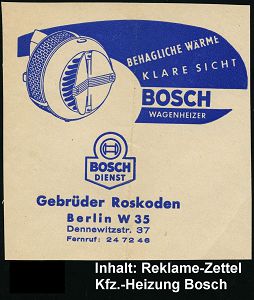 BEHAGLICHE WÄRME
KLARE SICHT
BOSCH
WAGENHEIZER
BOSCH
DIENST
Gebrüder Roskoden
Berlin W 35
Dennewitzstr. 37
Fernruf: 24 72 46
Inhalt: Reklame-Zettel
Kfz.-Heizung Bosch